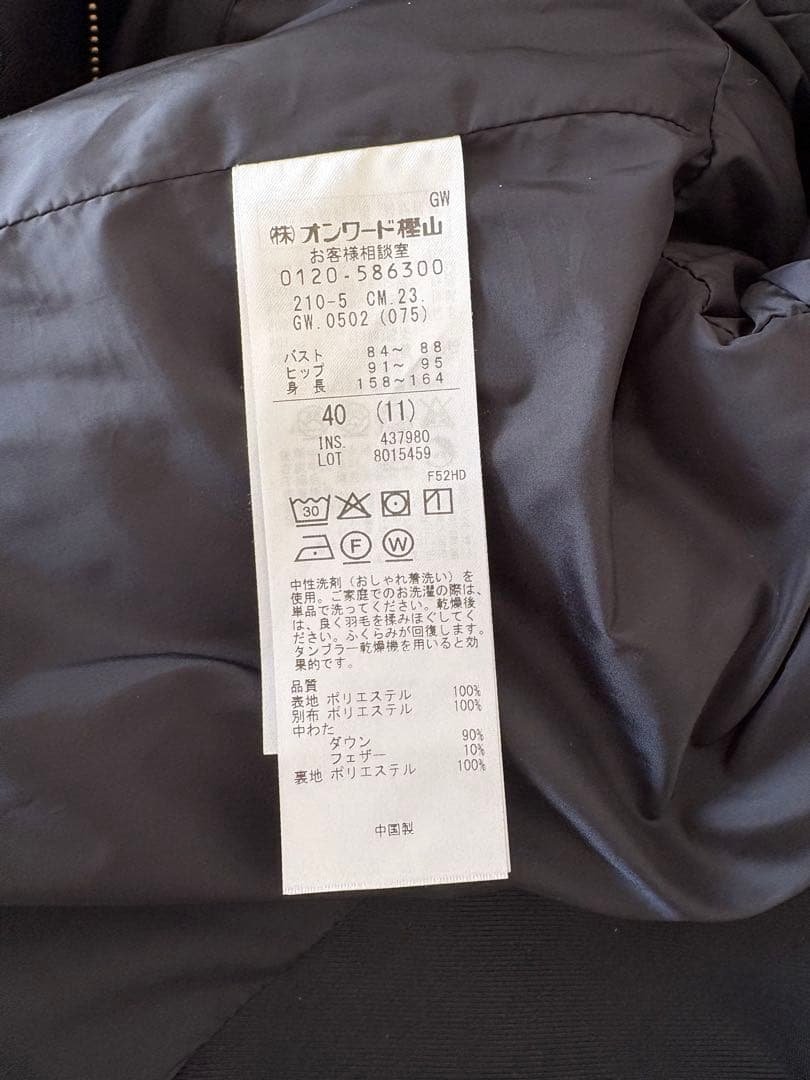 GW
(株)オンワード樫山
お客様相談室
0120-586300
210-5 CM.23.
GW.0502 (075)
バスト 84～ 88
ヒップ 91～ 95
身長 158～164
40 (11)
INS. 437980
LOT 8015459
F52HD
30
F W
中性洗剤（おしゃれ着洗い）を
使用。ご家庭でのお洗濯の際は、
単品で洗ってください。乾燥後
は、良く羽毛を揉みほぐしてく
ださい。ふくらみが回復します。
タンブラー乾燥機を用いると効
果的です。
品質
表地 ポリエステル 100%
別布 ポリエステル 100%
中わた
ダウン 90%
フェザー 10%
裏地 ポリエステル 100%
中国製